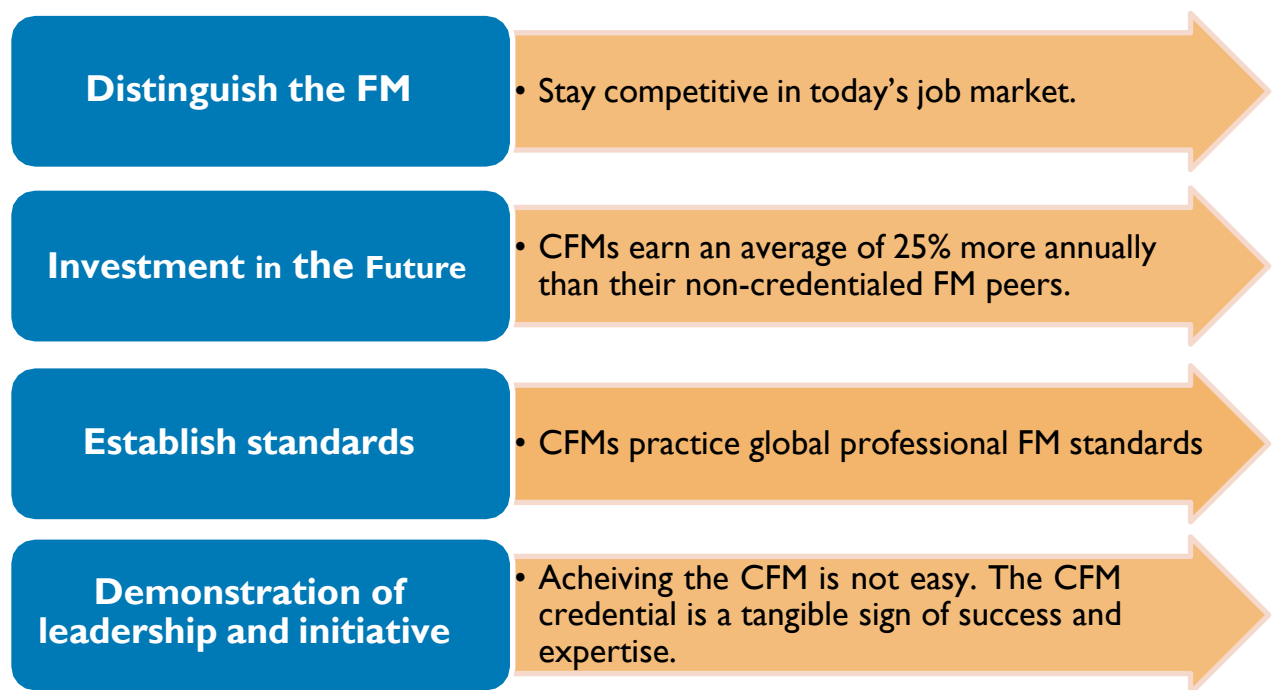 Distinguish the FM
• Stay competitive in today’s job market.
Investment in the Future
• CFMs earn an average of 25% more annually
than their non-credentialed FM peers.
Establish standards
• CFMs practice global professional FM standards
Demonstration of
leadership and initiative
• Acheiving the CFM is not easy. The CFM
credential is a tangible sign of success and
expertise.